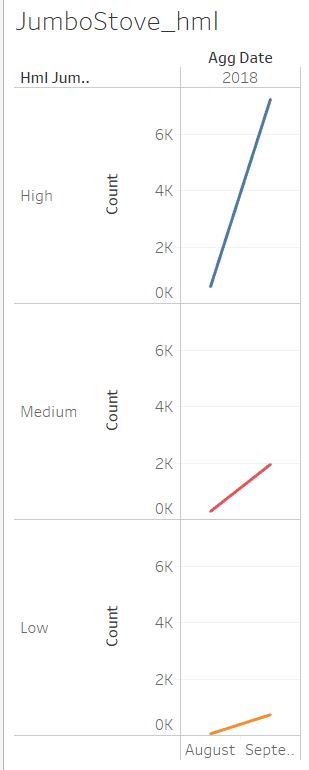 JumboStove_hml
Agg Date
Hml Jum.. 2018
6K
4K
High
Count
2K
0K
6K
4K
Medium
Count
2K
0K
6K
4K
Low
Count
2K
0K
August Septe..